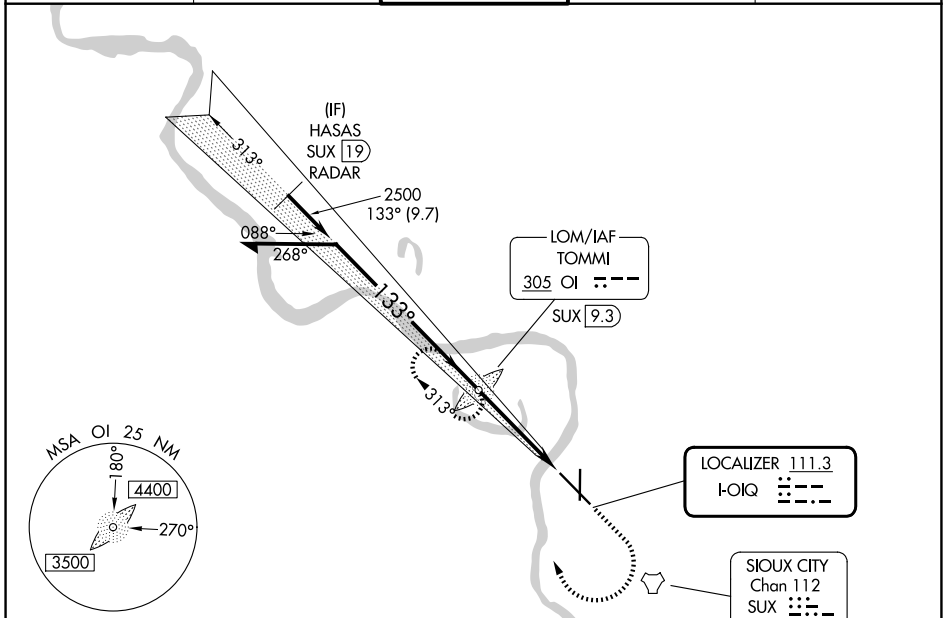 (IF)
HASAS
SUX 19
RADAR
313°
2500
133° (9.7)
088°
268°
133°
LOM/IAF
TOMMI
305 OI
SUX 9.3
313°
MSA OI 25 NM
180°
4400
270°
3500
LOCALIZER 111.3
I-OIQ
SIOUX CITY
Chan 112
SUX